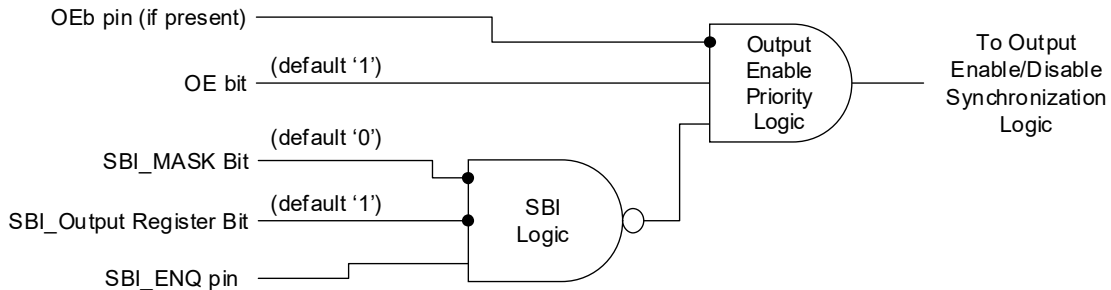 OEb pin (if present)
OE bit
(default ‘1’)
SBI_MASK Bit
(default ‘0’)
SBI_Output Register Bit
(default ‘1’)
SBI_ENQ pin
SBI
Logic
Output
Enable
Priority
Logic
To Output
Enable/Disable
Synchronization
Logic